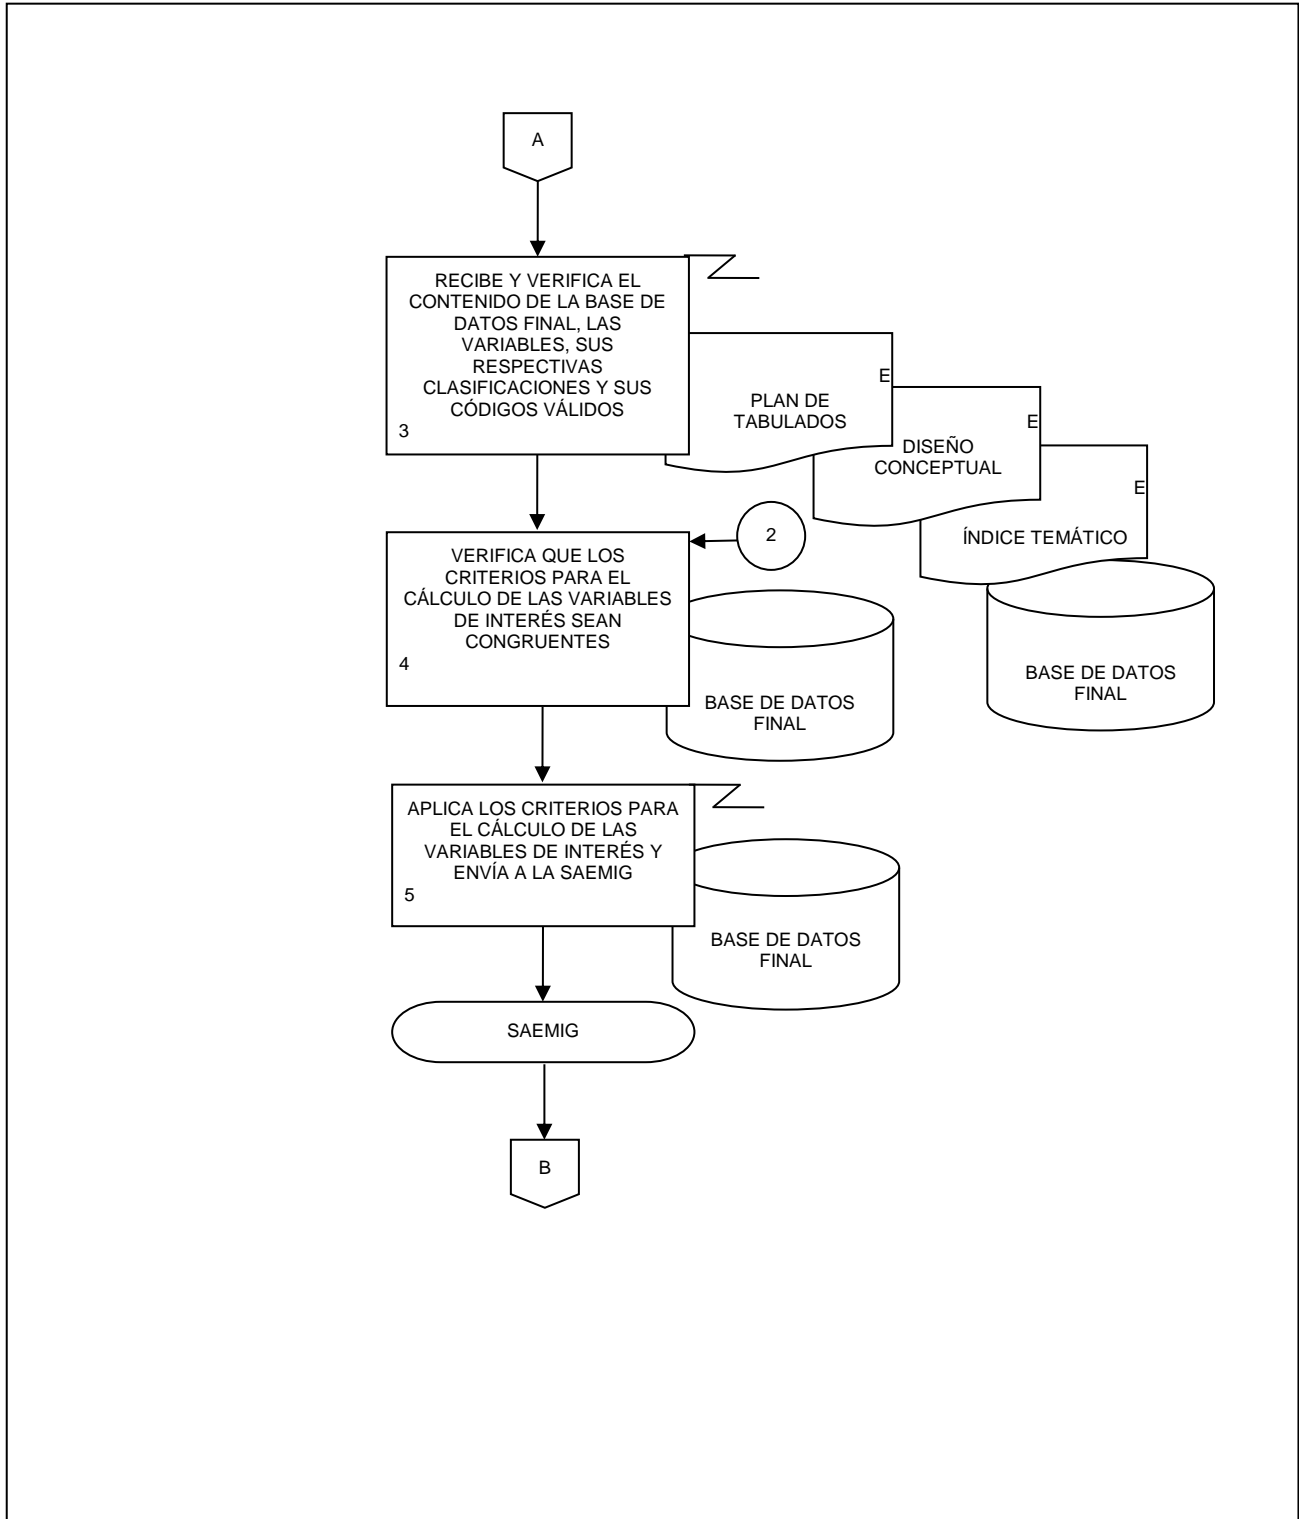 A
RECIBE Y VERIFICA EL
CONTENIDO DE LA BASE DE
DATOS FINAL, LAS
VARIABLES, SUS
RESPECTIVAS
CLASIFICACIONES Y SUS
CÓDIGOS VÁLIDOS
3
E
PLAN DE
TABULADOS
E
DISEÑO
CONCEPTUAL
E
ÍNDICE TEMÁTICO
BASE DE DATOS
FINAL
2
VERIFICA QUE LOS
CRITERIOS PARA EL
CÁLCULO DE LAS VARIABLES
DE INTERÉS SEAN
CONGRUENTES
4
BASE DE DATOS
FINAL
APLICA LOS CRITERIOS PARA
EL CÁLCULO DE LAS
VARIABLES DE INTERÉS Y
ENVÍA A LA SAEMIG
5
BASE DE DATOS
FINAL
SAEMIG
B